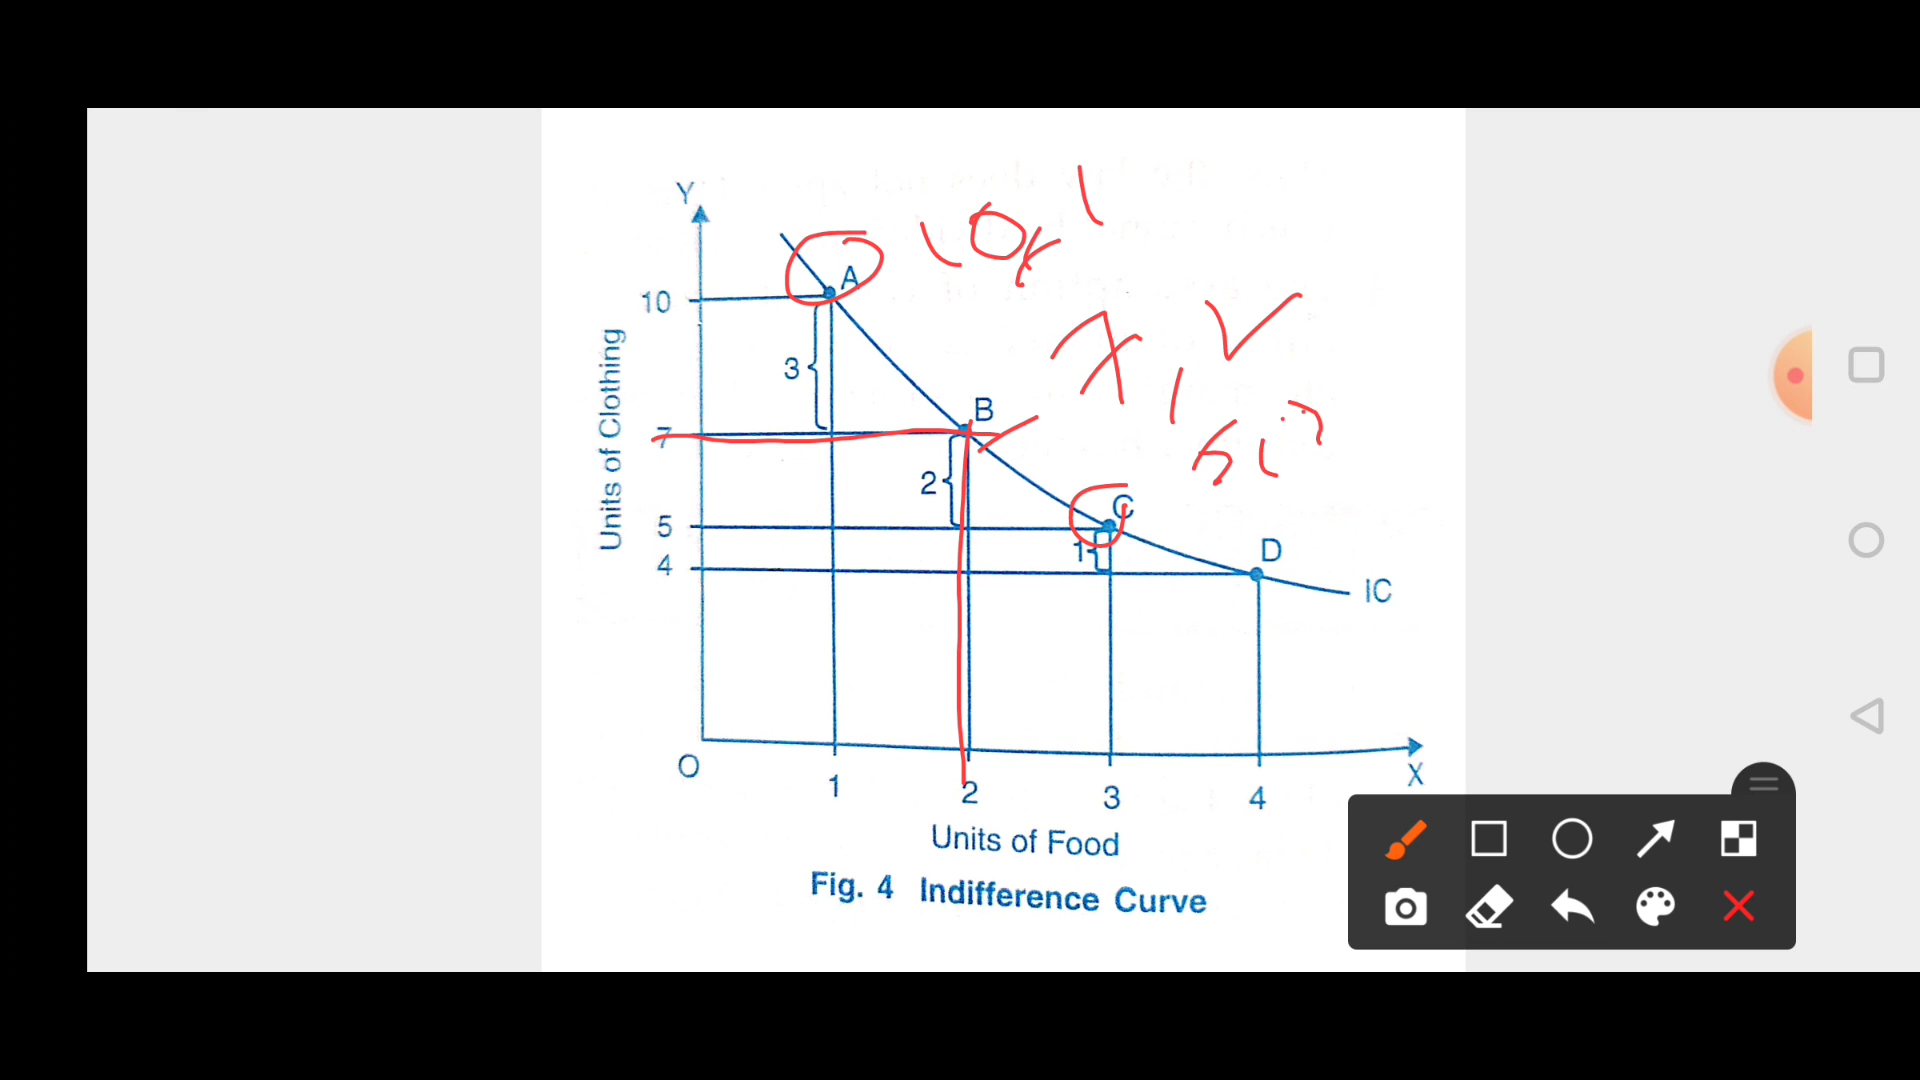 Y
A
10
3
B
7
2
C
5
1
D
4
IC
Units of Clothing
O
X
1
2
3
4
Units of Food
Fig. 4 Indifference Curve